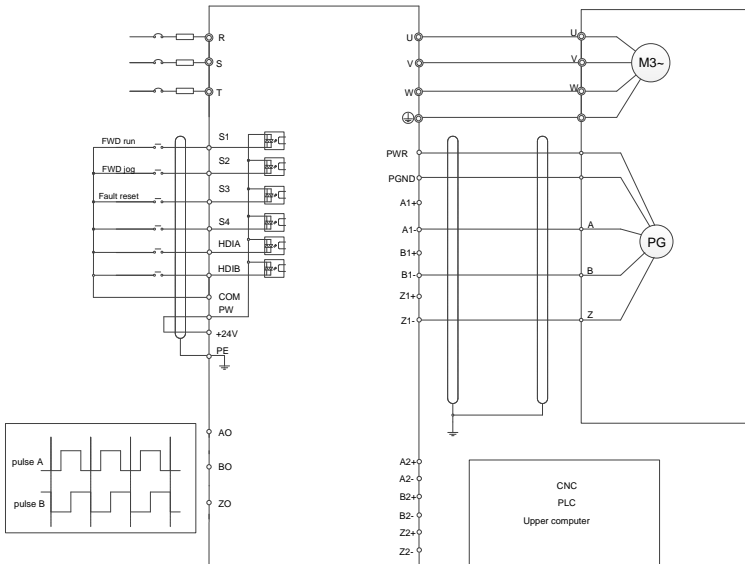 R
S
T
U
V
W
U
V
W
M3~
FWD run
S1
FWD jog
S2
Fault reset
S3
S4
HDIA
HDIB
COM
PW
+24V
PE
PWR
PGND
A1+
A1-
B1+
B1-
Z1+
Z1-
A
B
Z
PG
pulse A
pulse B
AO
BO
ZO
A2+
A2-
B2+
B2-
Z2+
Z2-
CNC
PLC
Upper computer